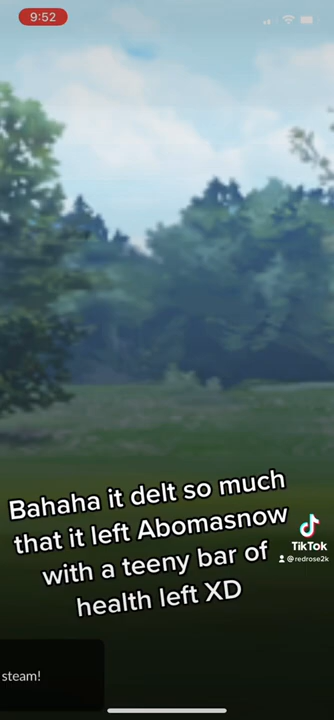 9:52
Bahaha it delt so much
that it left Abomasnow
with a teeny bar of
health left XD
TikTok
@redrose2k
steam!